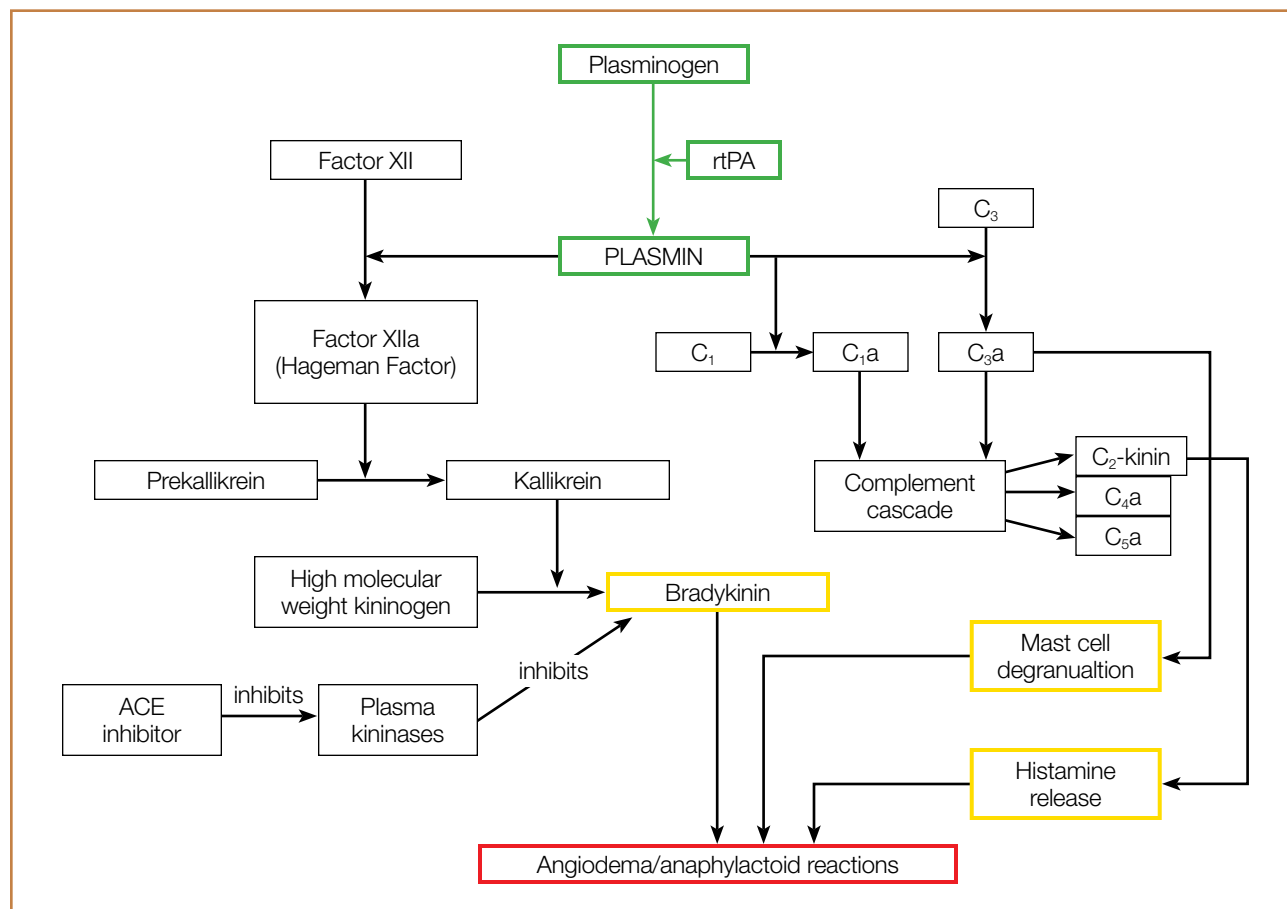 Plasminogen
Factor XII
rtPA
C₃
PLASMIN
Factor XIIa
(Hageman Factor)
C₁
C₁a
C₃a
Prekallikrein
Kallikrein
Complement
cascade
C₂-kinin
C₄a
C₅a
High molecular
weight kininogen
Bradykinin
inhibits
Mast cell
degranualtion
ACE
inhibitor
inhibits
Plasma
kininases
Histamine
release
Angiodema/anaphylactoid reactions